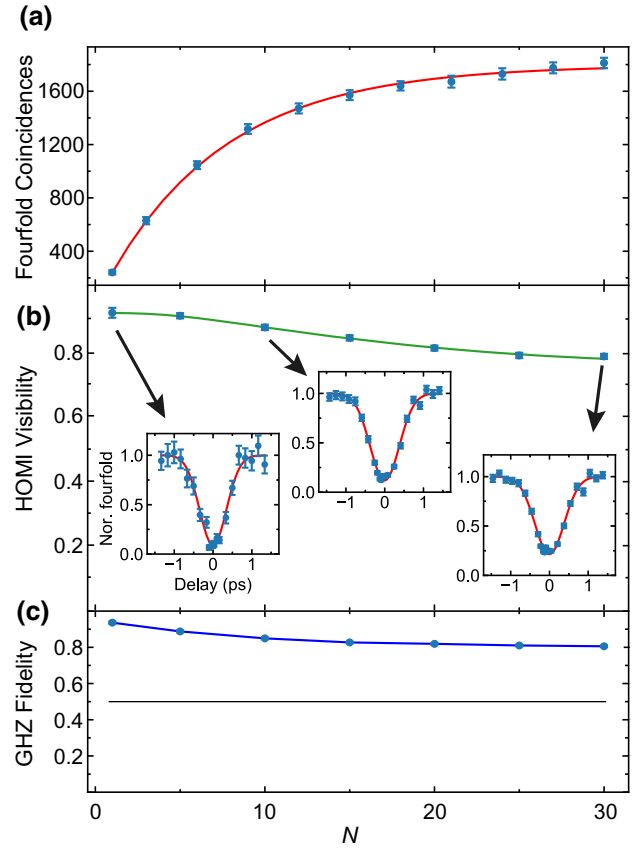 (a)
Fourfold Coincidences
1600
1200
800
400
(b)
HOMI Visibility
0.8
0.6
0.4
0.2
Nor. fourfold
1.0
0.5
0.0
−1 0 1
Delay (ps)
1.0
0.5
0.0
−1 0 1
1.0
0.5
0.0
−1 0 1
(c)
GHZ Fidelity
0.8
0.6
0.4
0.2
0 10 20 30
N